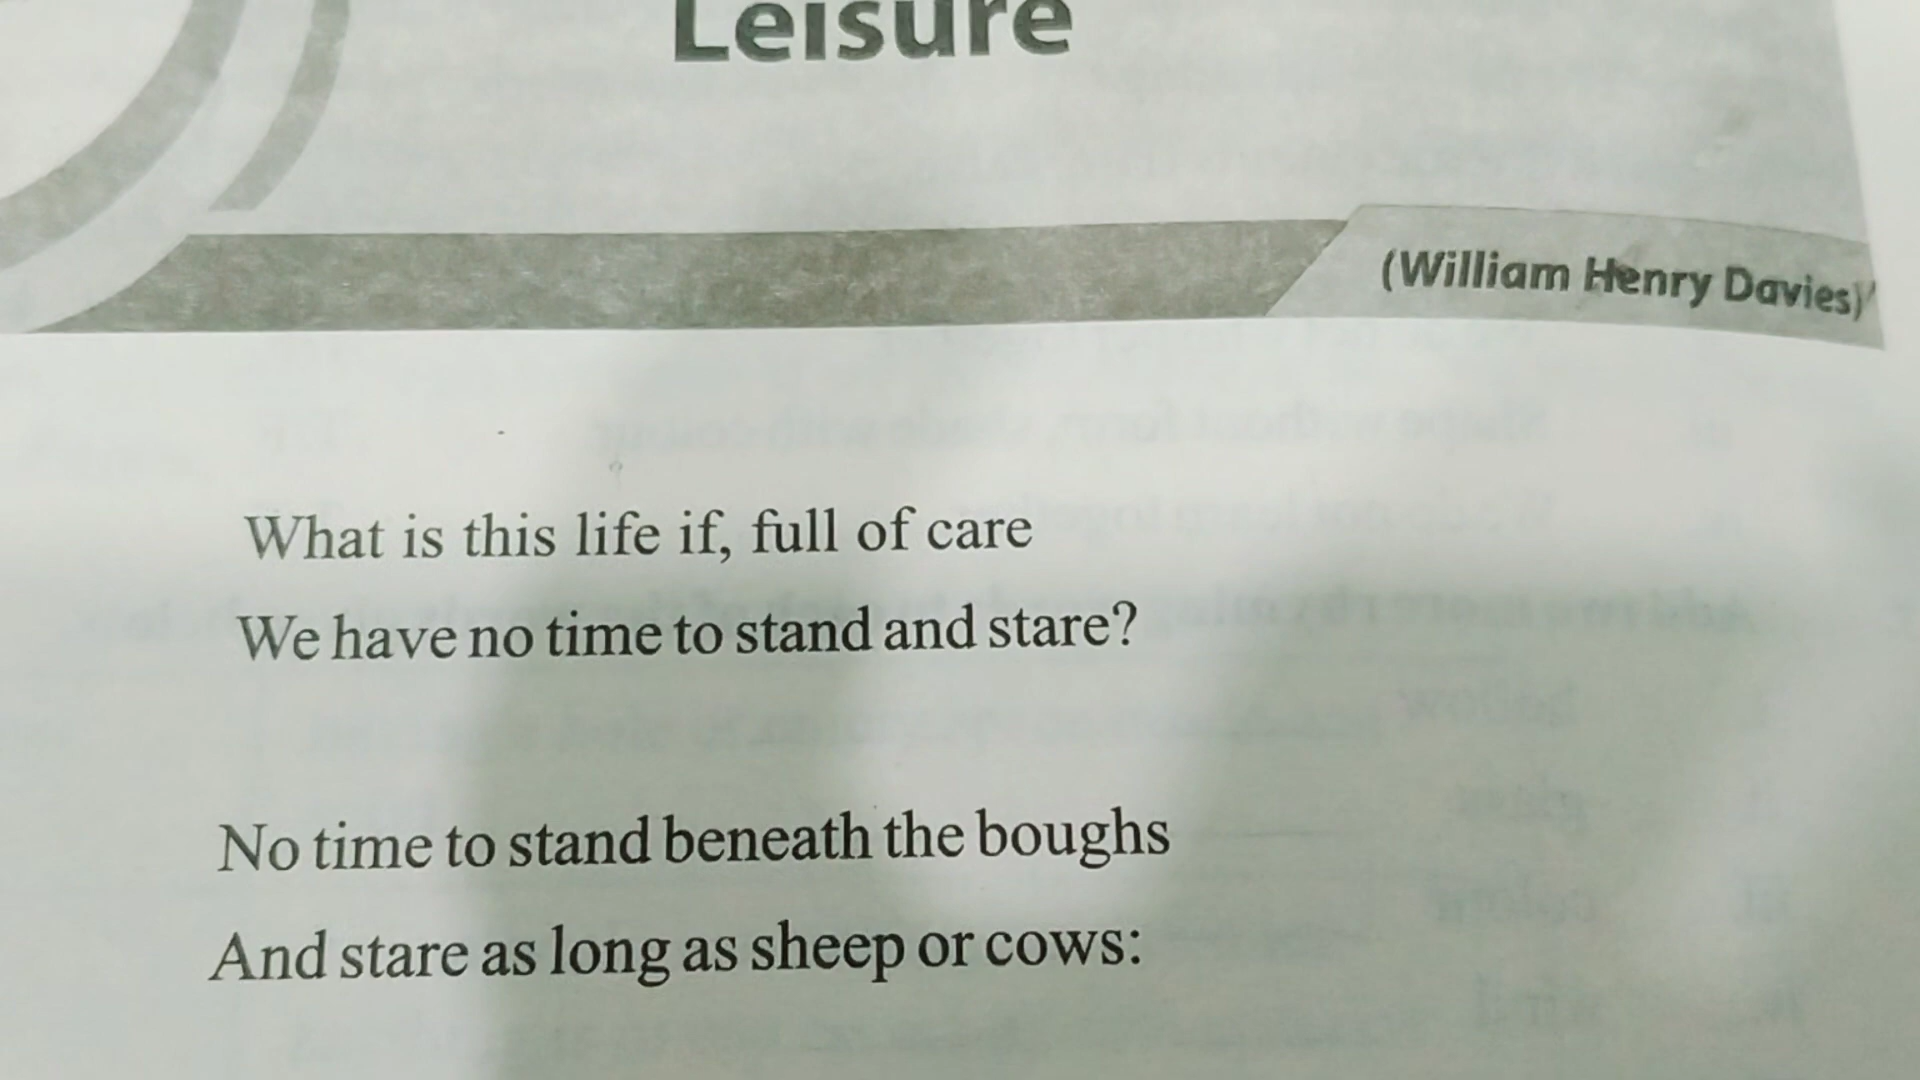 Leisure
(William Henry Davies)
What is this life if, full of care
We have no time to stand and stare?
No time to stand beneath the boughs
And stare as long as sheep or cows: